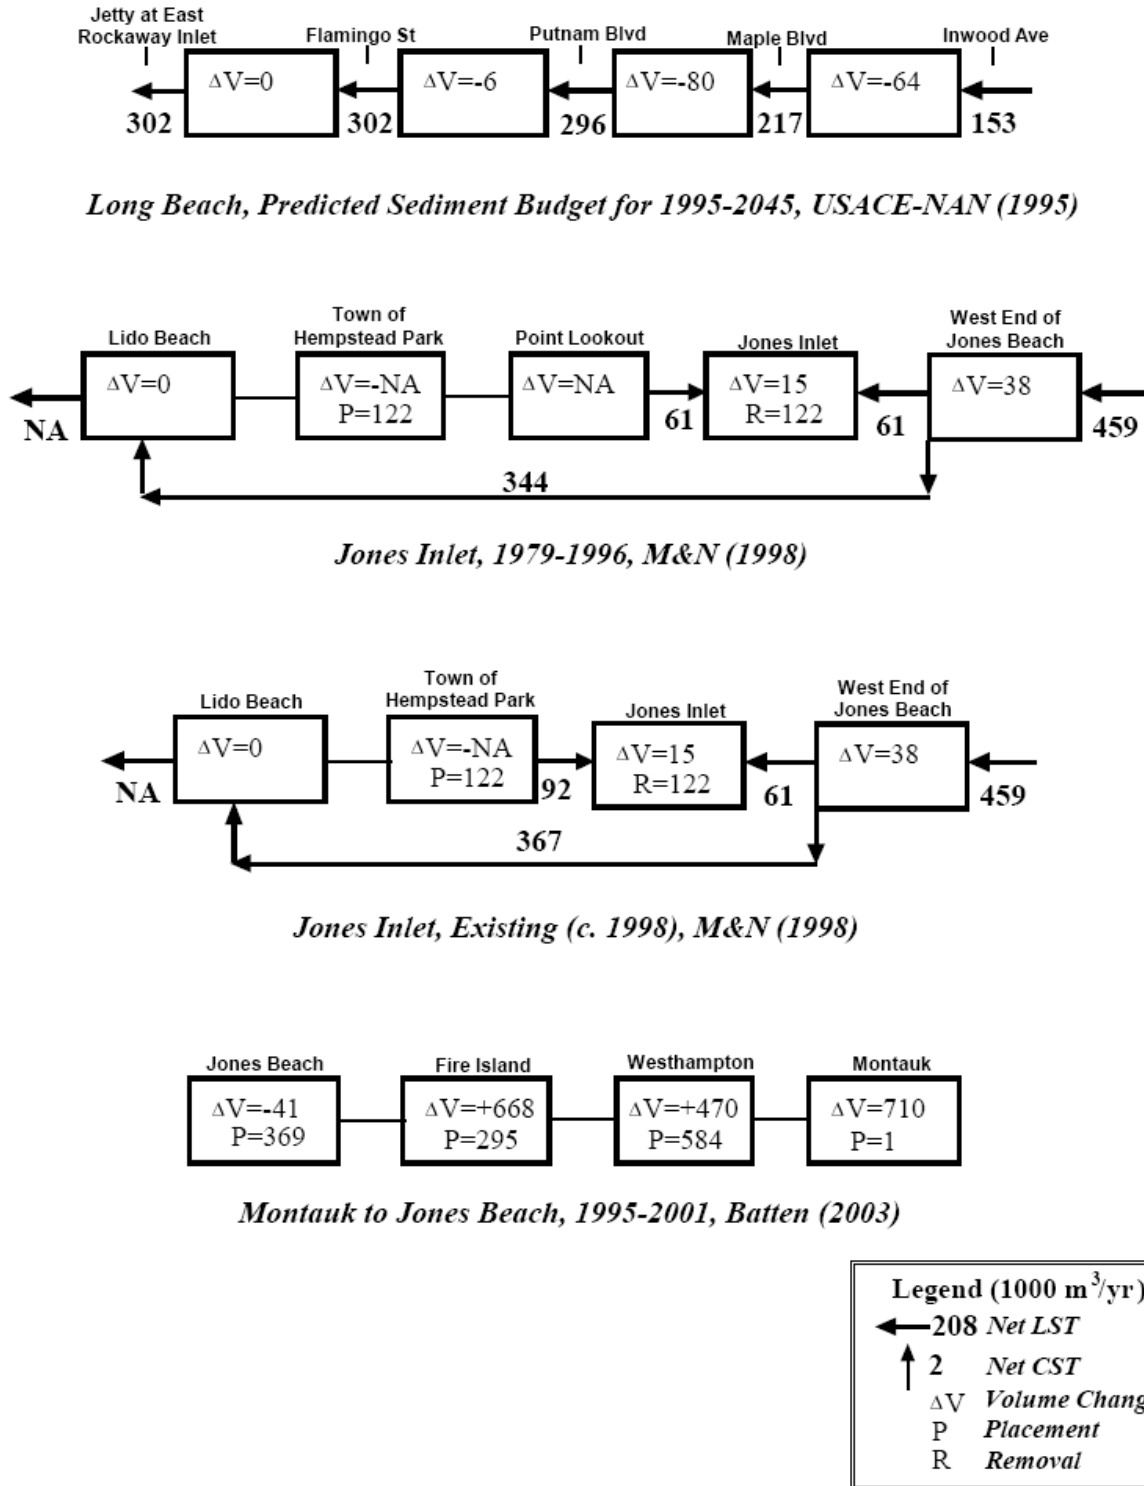 Jetty at East
Rockaway Inlet
Flamingo St
Putnam Blvd
Maple Blvd
Inwood Ave
ΔV=0
ΔV=-6
ΔV=-80
ΔV=-64
302
302
296
217
153
Long Beach, Predicted Sediment Budget for 1995-2045, USACE-NAN (1995)
Lido Beach
Town of
Hempstead Park
Point Lookout
Jones Inlet
West End of
Jones Beach
ΔV=0
ΔV=-NA
P=122
ΔV=NA
ΔV=15
R=122
ΔV=38
NA
61
61
459
344
Jones Inlet, 1979-1996, M&N (1998)
Lido Beach
Town of
Hempstead Park
Jones Inlet
West End of
Jones Beach
ΔV=0
ΔV=-NA
P=122
ΔV=15
R=122
ΔV=38
NA
92
61
459
367
Jones Inlet, Existing (c. 1998), M&N (1998)
Jones Beach
Fire Island
Westhampton
Montauk
ΔV=-41
P=369
ΔV=+668
P=295
ΔV=+470
P=584
ΔV=710
P=1
Montauk to Jones Beach, 1995-2001, Batten (2003)
Legend (1000 m³/yr)
208 Net LST
2 Net CST
ΔV Volume Chang
P Placement
R Removal